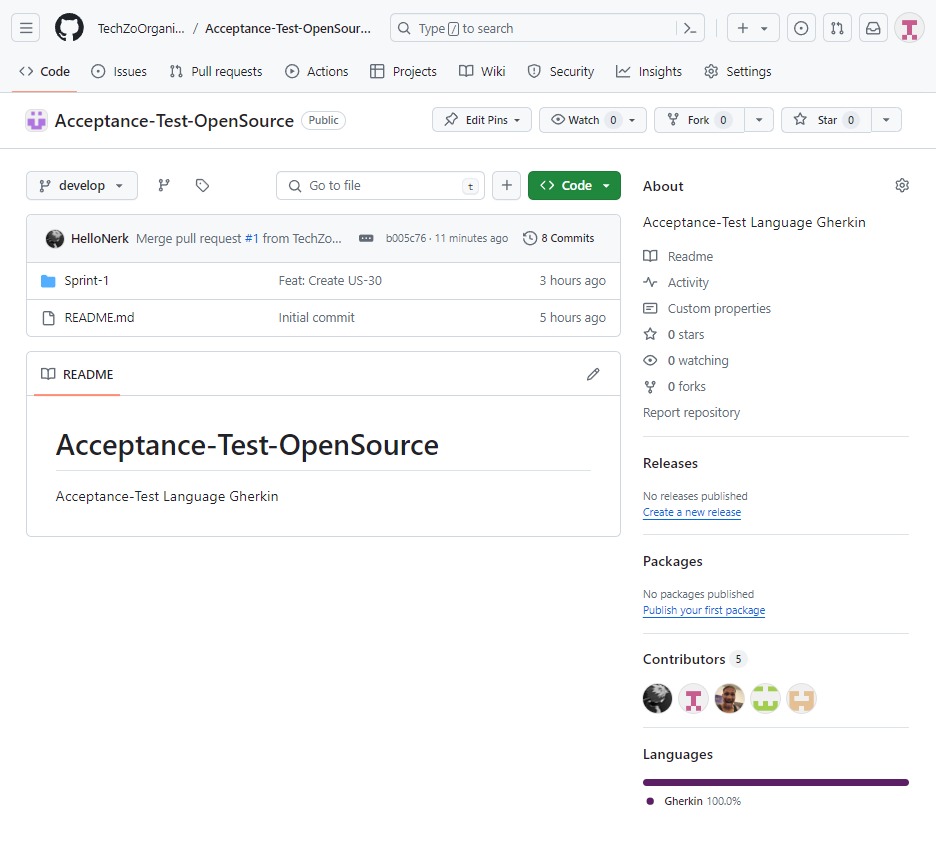 TechZoOrgani... / Acceptance-Test-OpenSour... Type / to search
Code Issues Pull requests Actions Projects Wiki Security Insights Settings
Acceptance-Test-OpenSource Public Edit Pins Watch 0 Fork 0 Star 0
develop Go to file t Code
HelloNerk Merge pull request #1 from TechZo... b005c76 · 11 minutes ago 8 Commits
Sprint-1 Feat: Create US-30 3 hours ago
README.md Initial commit 5 hours ago
README
Acceptance-Test-OpenSource
Acceptance-Test Language Gherkin
About
Acceptance-Test Language Gherkin
Readme
Activity
Custom properties
0 stars
0 watching
0 forks
Report repository
Releases
No releases published
Create a new release
Packages
No packages published
Publish your first package
Contributors 5
Languages
Gherkin 100.0%